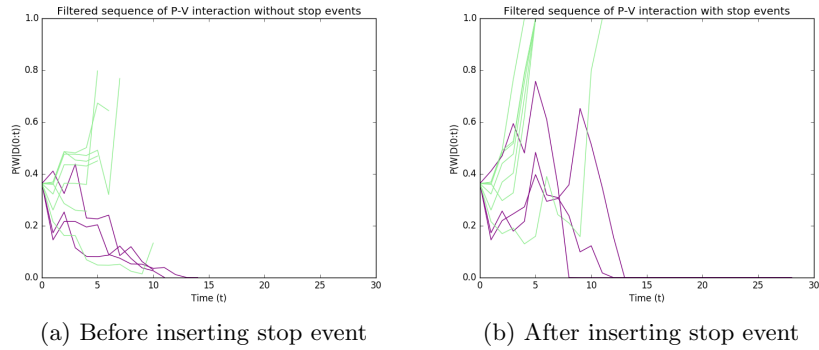 Filtered sequence of P-V interaction without stop events
1.0
0.8
0.6
0.4
0.2
0.0
P(W|D(0:t)
0 5 10 15 20 25 30
Time (t)
(a) Before inserting stop event
Filtered sequence of P-V interaction with stop events
1.0
0.8
0.6
0.4
0.2
0.0
P(W|D(0:t)
0 5 10 15 20 25 30
Time (t)
(b) After inserting stop event